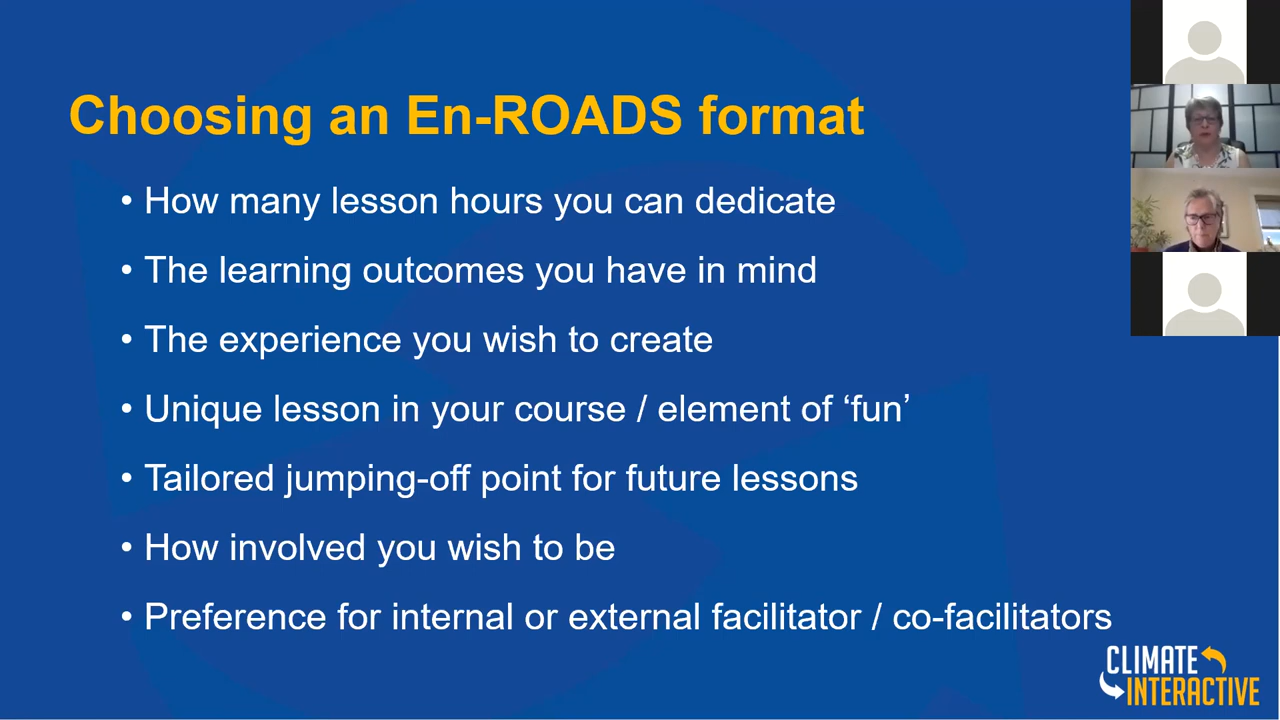 Choosing an En-ROADS format
• How many lesson hours you can dedicate
• The learning outcomes you have in mind
• The experience you wish to create
• Unique lesson in your course / element of ‘fun’
• Tailored jumping-off point for future lessons
• How involved you wish to be
• Preference for internal or external facilitator / co-facilitators
CLIMATE
INTERACTIVE